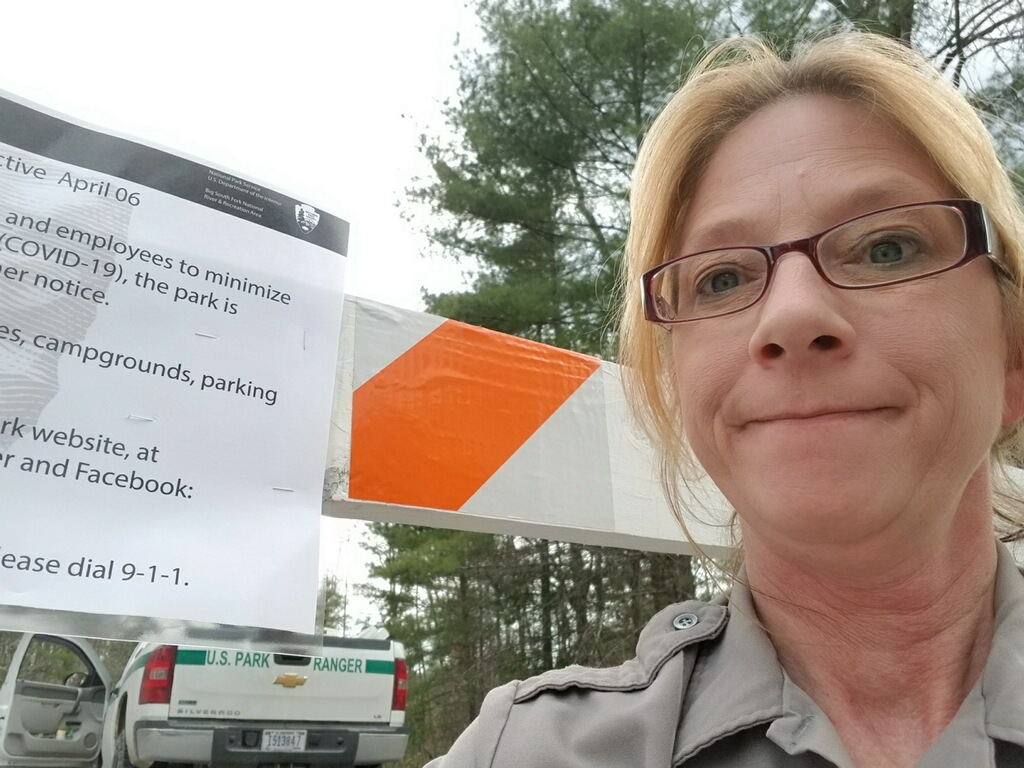 ctive April 06
National Park Service
U.S. Department of the Interior
Big South Fork National
River & Recreation Area
and employees to minimize
(COVID-19), the park is
er notice.
es, campgrounds, parking
rk website, at
er and Facebook:
ease dial 9-1-1.
U.S. PARK RANGER
SILVERADO
I513847